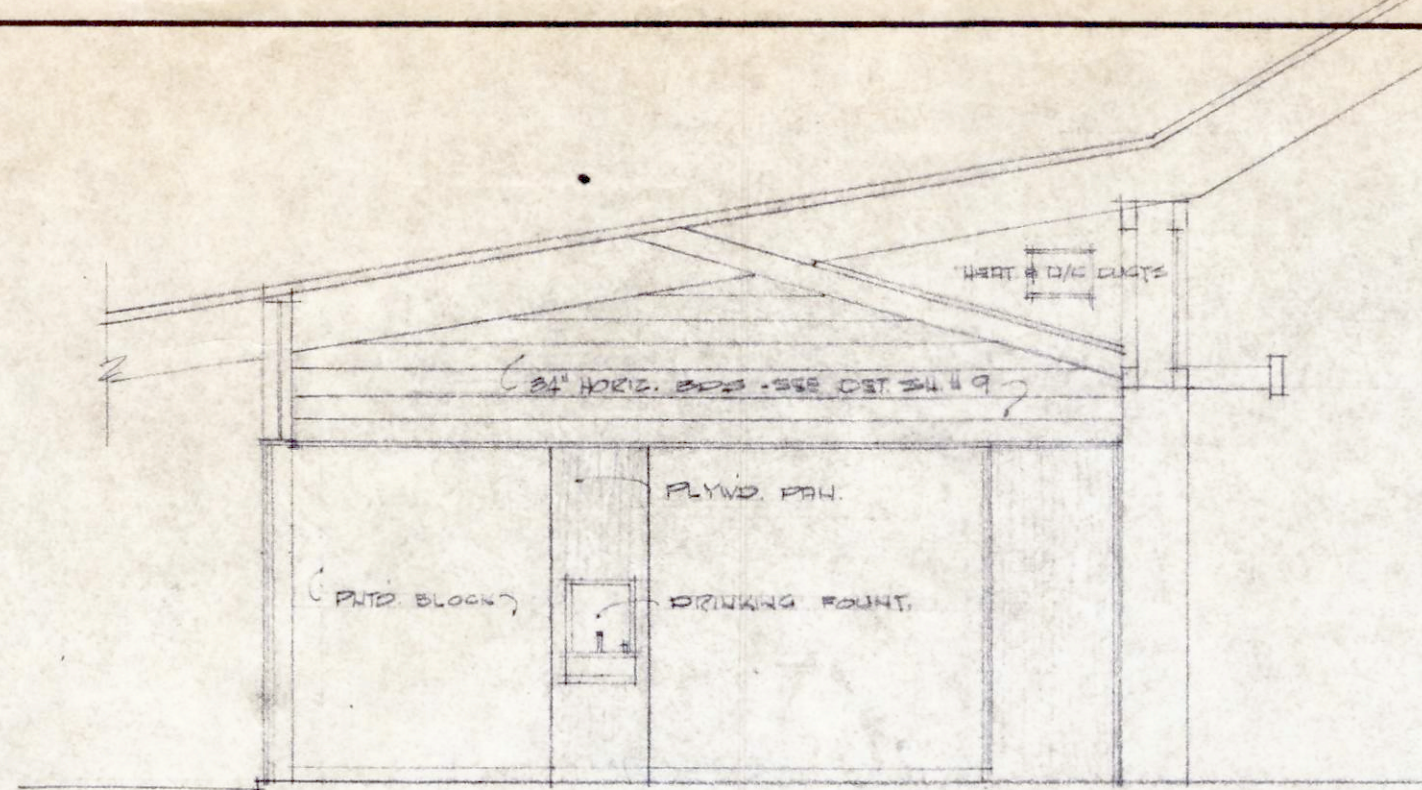 HEAT & A/C DUCTS
3/4" HORIZ. BDS - SEE DET. SH. # 9
PLYWD. PAN.
PNTD. BLOCK
DRINKING FOUNT.